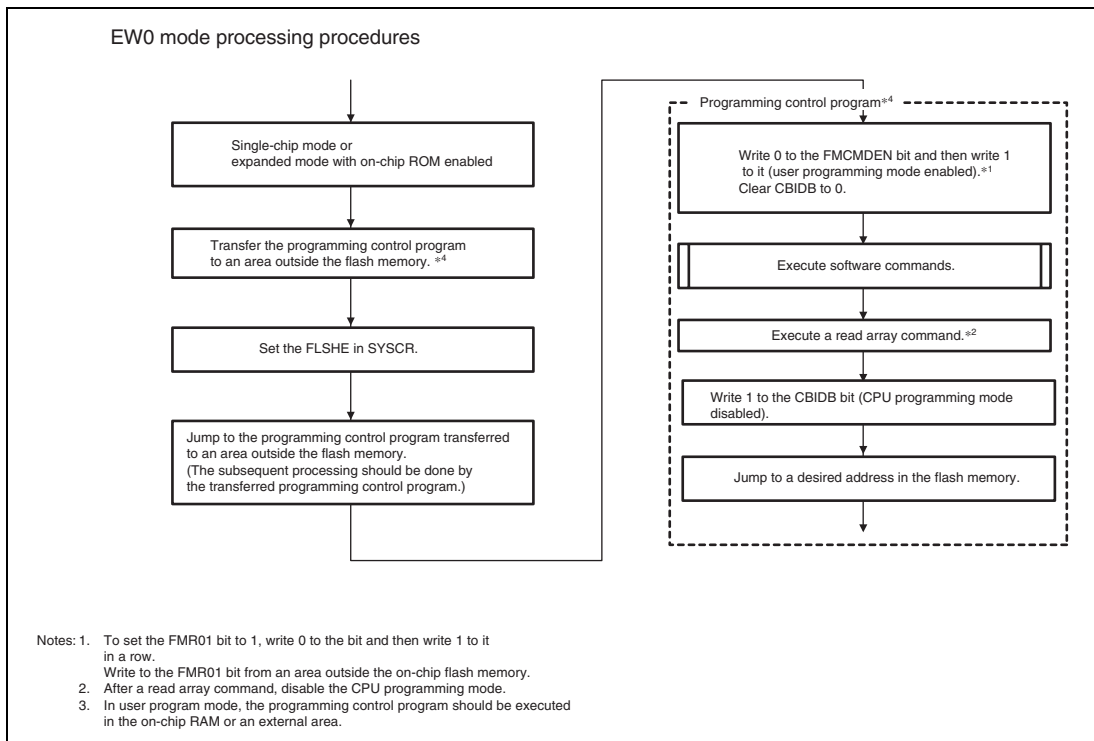 EW0 mode processing procedures
Single-chip mode or
expanded mode with on-chip ROM enabled
Transfer the programming control program
to an area outside the flash memory. *4
Set the FLSHE in SYSCR.
Jump to the programming control program transferred
to an area outside the flash memory.
(The subsequent processing should be done by
the transferred programming control program.)
Programming control program*4
Write 0 to the FMCMDEN bit and then write 1
to it (user programming mode enabled).*1
Clear CBIDB to 0.
Execute software commands.
Execute a read array command.*2
Write 1 to the CBIDB bit (CPU programming mode
disabled).
Jump to a desired address in the flash memory.
Notes: 1. To set the FMR01 bit to 1, write 0 to the bit and then write 1 to it
in a row.
Write to the FMR01 bit from an area outside the on-chip flash memory.
2. After a read array command, disable the CPU programming mode.
3. In user program mode, the programming control program should be executed
in the on-chip RAM or an external area.